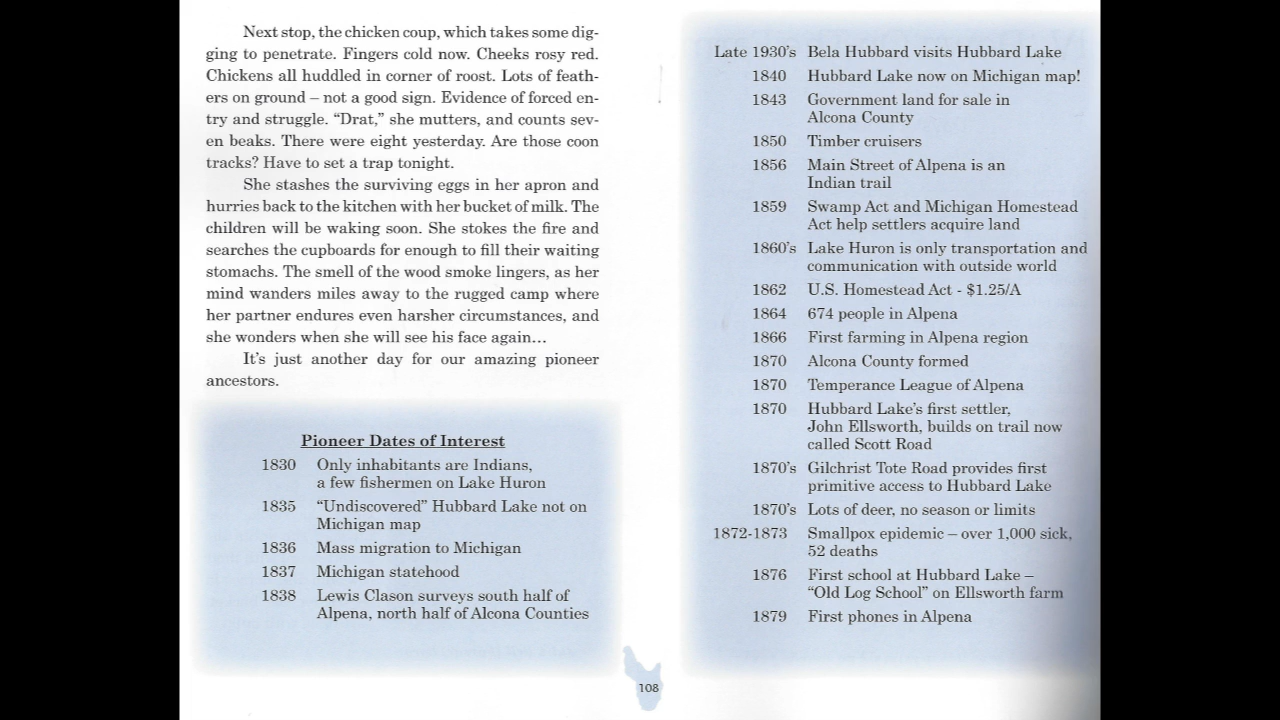 Next stop, the chicken coup, which takes some dig-
ging to penetrate. Fingers cold now. Cheeks rosy red.
Chickens all huddled in corner of roost. Lots of feath-
ers on ground – not a good sign. Evidence of forced en-
try and struggle. “Drat,” she mutters, and counts sev-
en beaks. There were eight yesterday. Are those coon
tracks? Have to set a trap tonight.
She stashes the surviving eggs in her apron and
hurries back to the kitchen with her bucket of milk. The
children will be waking soon. She stokes the fire and
searches the cupboards for enough to fill their waiting
stomachs. The smell of the wood smoke lingers, as her
mind wanders miles away to the rugged camp where
her partner endures even harsher circumstances, and
she wonders when she will see his face again...
It’s just another day for our amazing pioneer
ancestors.
Pioneer Dates of Interest
1830 Only inhabitants are Indians,
a few fishermen on Lake Huron
1835 “Undiscovered” Hubbard Lake not on
Michigan map
1836 Mass migration to Michigan
1837 Michigan statehood
1838 Lewis Clason surveys south half of
Alpena, north half of Alcona Counties
Late 1930’s Bela Hubbard visits Hubbard Lake
1840 Hubbard Lake now on Michigan map!
1843 Government land for sale in
Alcona County
1850 Timber cruisers
1856 Main Street of Alpena is an
Indian trail
1859 Swamp Act and Michigan Homestead
Act help settlers acquire land
1860’s Lake Huron is only transportation and
communication with outside world
1862 U.S. Homestead Act - $1.25/A
1864 674 people in Alpena
1866 First farming in Alpena region
1870 Alcona County formed
1870 Temperance League of Alpena
1870 Hubbard Lake’s first settler,
John Ellsworth, builds on trail now
called Scott Road
1870’s Gilchrist Tote Road provides first
primitive access to Hubbard Lake
1870’s Lots of deer, no season or limits
1872-1873 Smallpox epidemic – over 1,000 sick,
52 deaths
1876 First school at Hubbard Lake –
“Old Log School” on Ellsworth farm
1879 First phones in Alpena
108